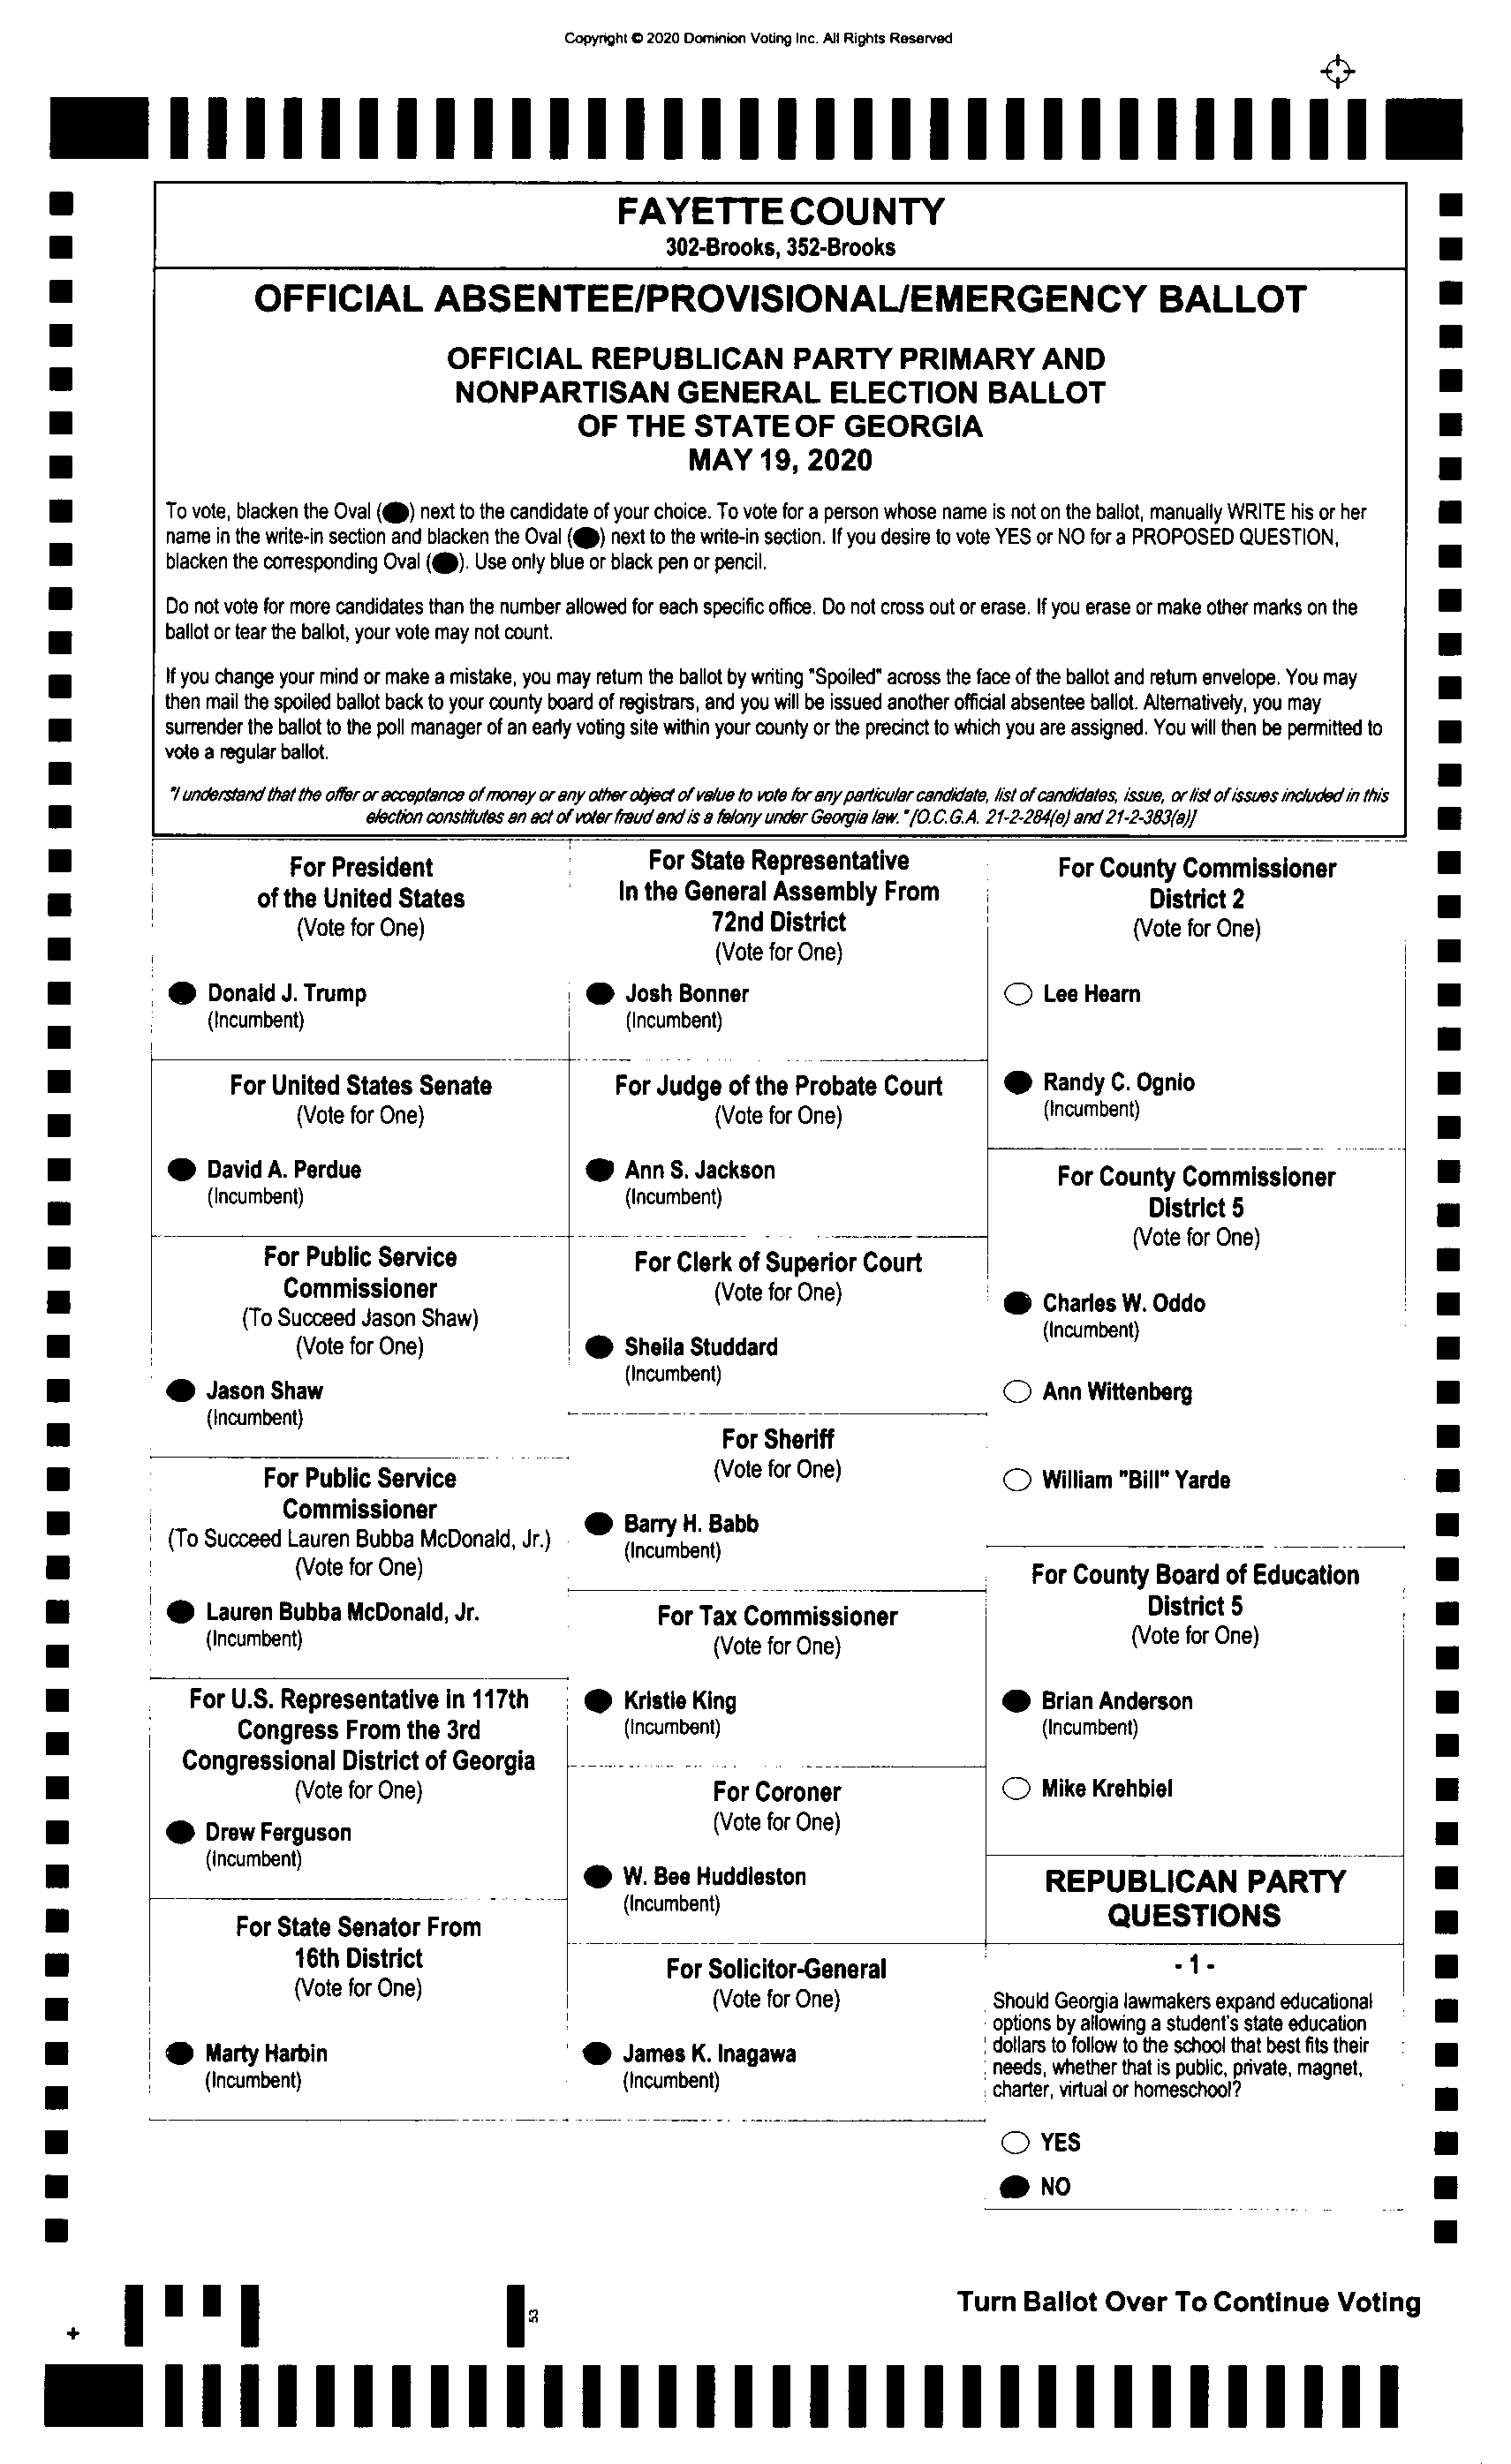 Copyright © 2020 Dominion Voting Inc. All Rights Reserved
FAYETTE COUNTY
302-Brooks, 352-Brooks
OFFICIAL ABSENTEE/PROVISIONAL/EMERGENCY BALLOT
OFFICIAL REPUBLICAN PARTY PRIMARY AND
NONPARTISAN GENERAL ELECTION BALLOT
OF THE STATE OF GEORGIA
MAY 19, 2020
To vote, blacken the Oval () next to the candidate of your choice. To vote for a person whose name is not on the ballot, manually WRITE his or her
name in the write-in section and blacken the Oval () next to the write-in section. If you desire to vote YES or NO for a PROPOSED QUESTION,
blacken the corresponding Oval (). Use only blue or black pen or pencil.
Do not vote for more candidates than the number allowed for each specific office. Do not cross out or erase. If you erase or make other marks on the
ballot or tear the ballot, your vote may not count.
If you change your mind or make a mistake, you may return the ballot by writing "Spoiled" across the face of the ballot and return envelope. You may
then mail the spoiled ballot back to your county board of registrars, and you will be issued another official absentee ballot. Alternatively, you may
surrender the ballot to the poll manager of an early voting site within your county or the precinct to which you are assigned. You will then be permitted to
vote a regular ballot.
"I understand that the offer or acceptance of money or any other object of value to vote for any particular candidate, list of candidates, issue, or list of issues included in this
election constitutes an act of voter fraud and is a felony under Georgia law." [O.C.G.A. 21-2-284(e) and 21-2-383(a)]
For President
of the United States
(Vote for One)
Donald J. Trump
(Incumbent)
For United States Senate
(Vote for One)
David A. Perdue
(Incumbent)
For Public Service
Commissioner
(To Succeed Jason Shaw)
(Vote for One)
Jason Shaw
(Incumbent)
For Public Service
Commissioner
(To Succeed Lauren Bubba McDonald, Jr.)
(Vote for One)
Lauren Bubba McDonald, Jr.
(Incumbent)
For U.S. Representative in 117th
Congress From the 3rd
Congressional District of Georgia
(Vote for One)
Drew Ferguson
(Incumbent)
For State Senator From
16th District
(Vote for One)
Marty Harbin
(Incumbent)
For State Representative
In the General Assembly From
72nd District
(Vote for One)
Josh Bonner
(Incumbent)
For Judge of the Probate Court
(Vote for One)
Ann S. Jackson
(Incumbent)
For Clerk of Superior Court
(Vote for One)
Sheila Studdard
(Incumbent)
For Sheriff
(Vote for One)
Barry H. Babb
(Incumbent)
For Tax Commissioner
(Vote for One)
Kristie King
(Incumbent)
For Coroner
(Vote for One)
W. Bee Huddleston
(Incumbent)
For Solicitor-General
(Vote for One)
James K. Inagawa
(Incumbent)
For County Commissioner
District 2
(Vote for One)
Lee Hearn
Randy C. Ognio
(Incumbent)
For County Commissioner
District 5
(Vote for One)
Charles W. Oddo
(Incumbent)
Ann Wittenberg
William "Bill" Yarde
For County Board of Education
District 5
(Vote for One)
Brian Anderson
(Incumbent)
Mike Krehbiel
REPUBLICAN PARTY
QUESTIONS
- 1 -
Should Georgia lawmakers expand educational
options by allowing a student's state education
dollars to follow to the school that best fits their
needs, whether that is public, private, magnet,
charter, virtual or homeschool?
YES
NO
53
Turn Ballot Over To Continue Voting